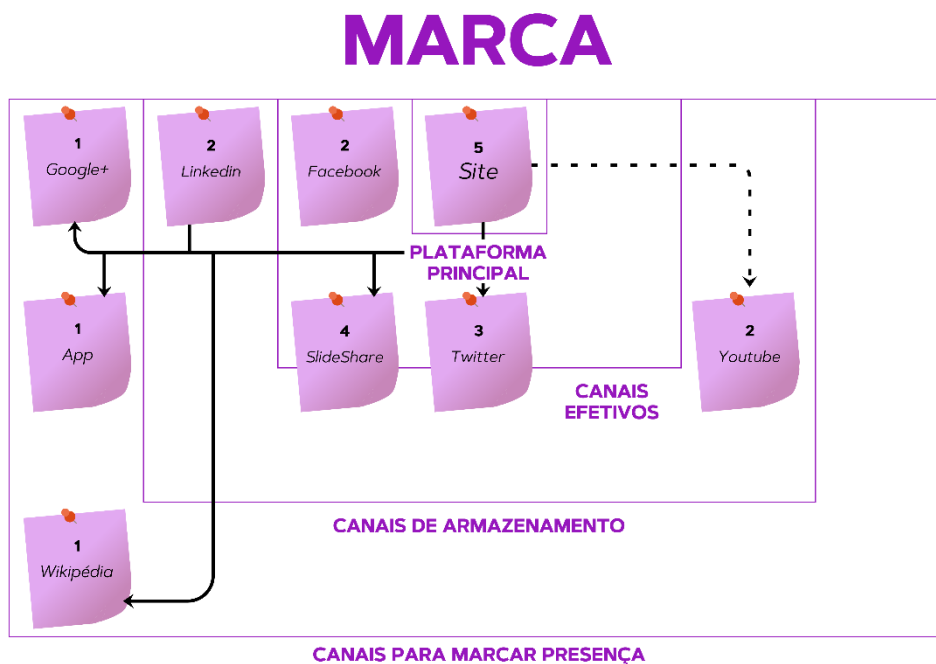 MARCA
1
Google+
2
Linkedin
2
Facebook
5
Site
PLATAFORMA
PRINCIPAL
1
App
4
SlideShare
3
Twitter
2
Youtube
CANAIS
EFETIVOS
CANAIS DE ARMAZENAMENTO
1
Wikipédia
CANAIS PARA MARCAR PRESENÇA